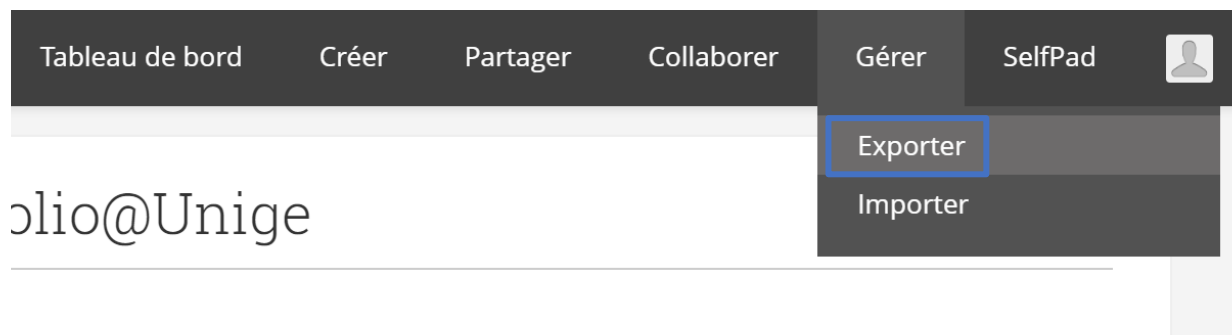 Tableau de bord Créer Partager Collaborer Gérer SelfPad
Exporter
olio@Unige
Importer